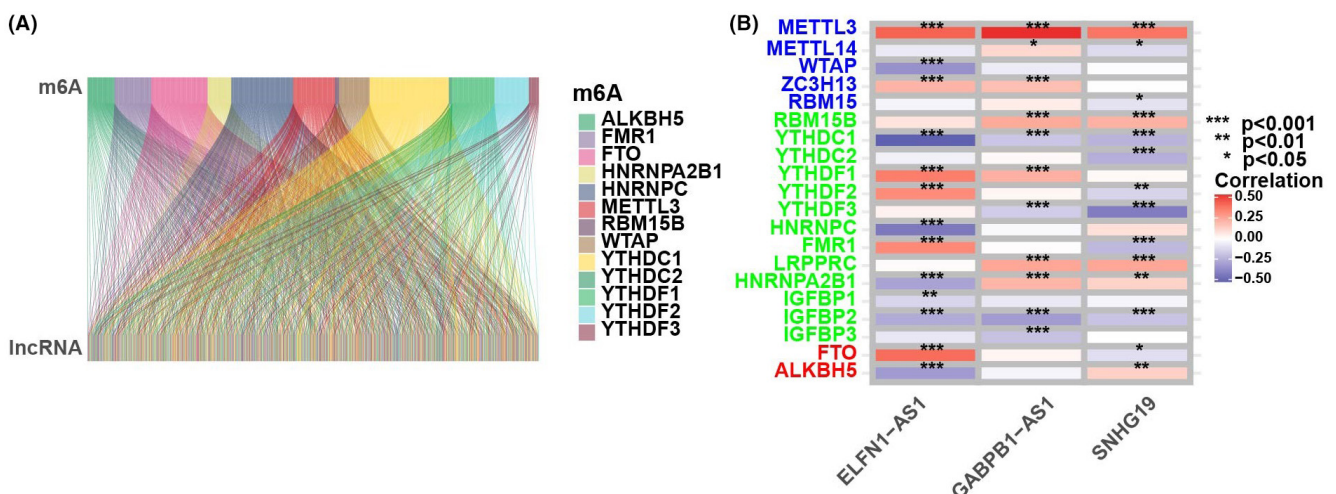 (A)
m6A
lncRNA
m6A
ALKBH5
FMR1
FTO
HNRNPA2B1
HNRNPC
METTL3
RBM15B
WTAP
YTHDC1
YTHDC2
YTHDF1
YTHDF2
YTHDF3
(B)
METTL3 *** *** ***
METTL14 * *
WTAP ***
ZC3H13 *** ***
RBM15 *
RBM15B *** ***
YTHDC1 *** *** ***
YTHDC2 ***
YTHDF1 *** ***
YTHDF2 *** **
YTHDF3 *** ***
HNRNPC ***
FMR1 *** ***
LRPPRC *** ***
HNRNPA2B1 *** *** **
IGFBP1 **
IGFBP2 *** *** ***
IGFBP3 ***
FTO *** *
ALKBH5 *** **
ELFN1−AS1
GABPB1−AS1
SNHG19
*** p<0.001
** p<0.01
* p<0.05
Correlation
0.50
0.25
0.00
−0.25
−0.50